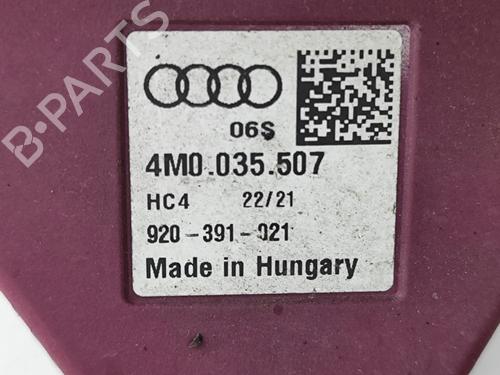 06S
4M0.035.507
HC4 22/21
920-391-021
Made in Hungary
B-PARTS